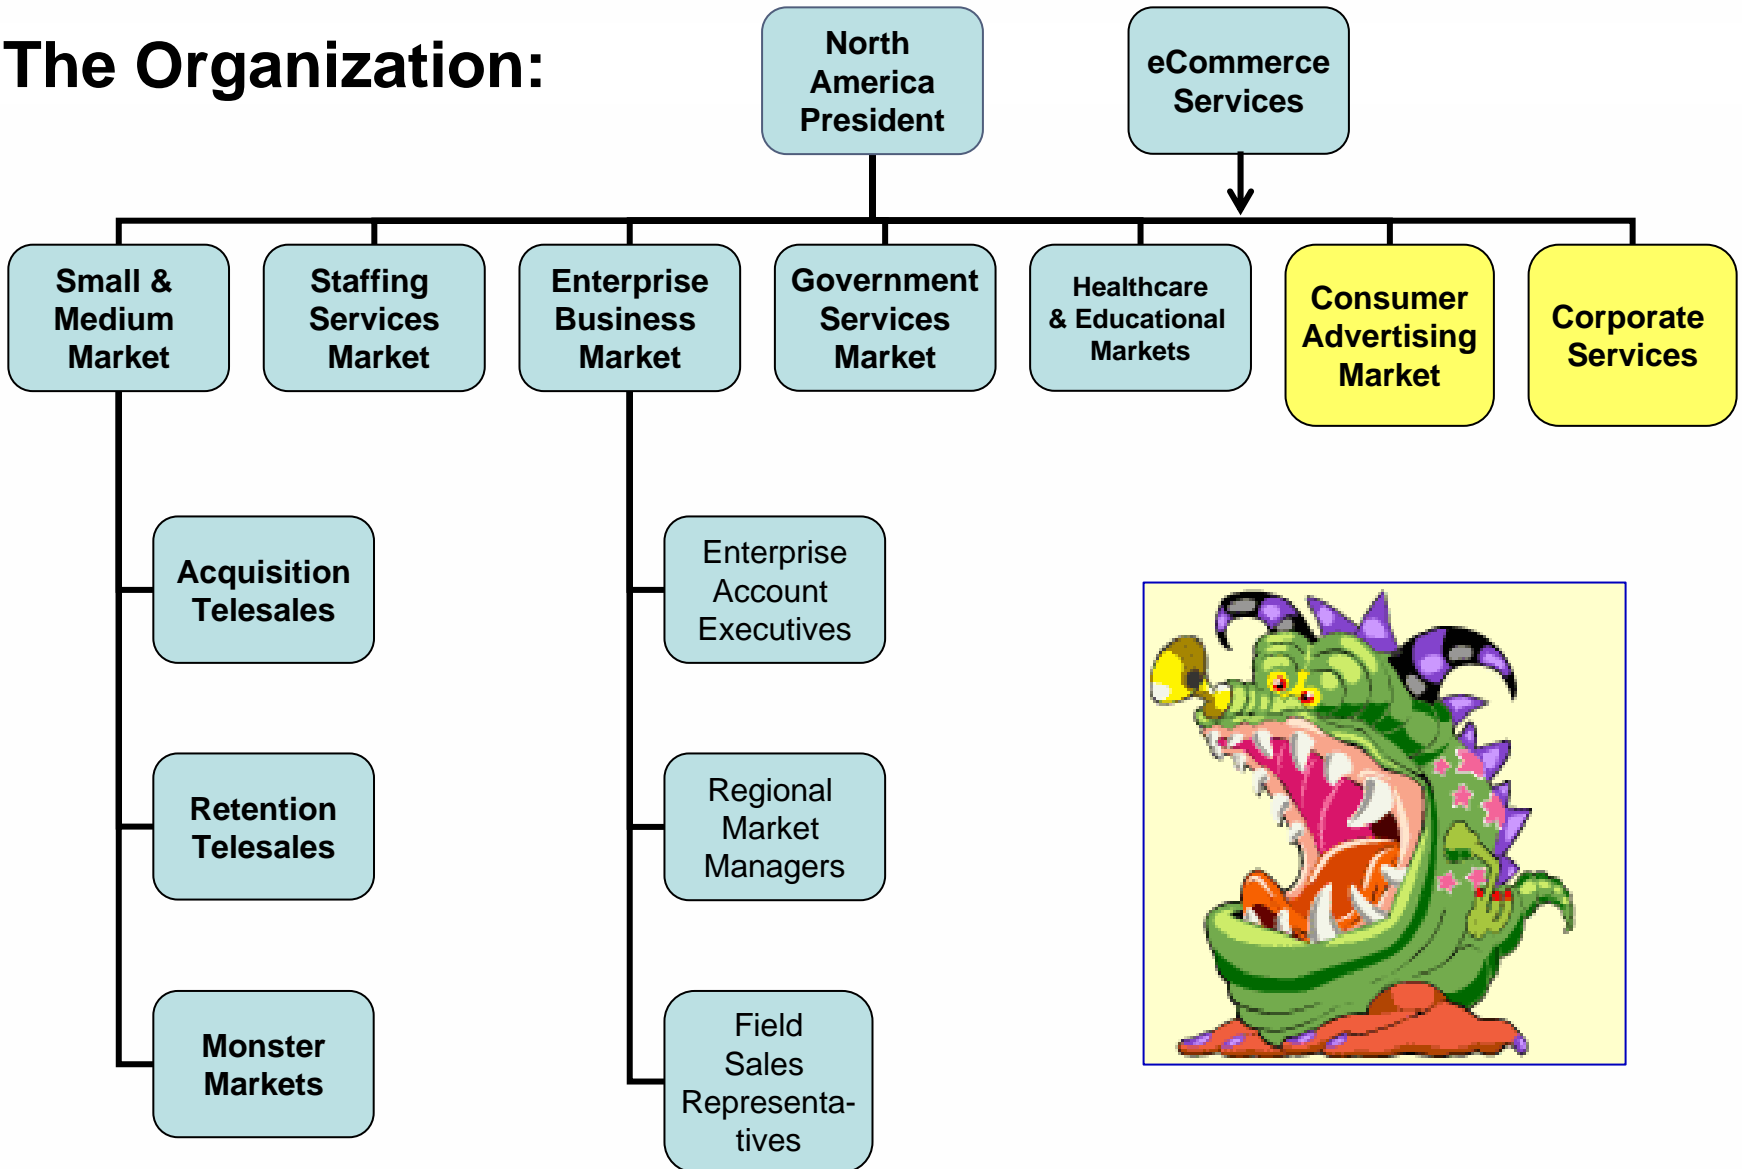 The Organization:
North
America
President
eCommerce
Services
Small &
Medium
Market
Staffing
Services
Market
Enterprise
Business
Market
Government
Services
Market
Healthcare
& Educational
Markets
Consumer
Advertising
Market
Corporate
Services
Acquisition
Telesales
Enterprise
Account
Executives
Retention
Telesales
Regional
Market
Managers
Monster
Markets
Field
Sales
Representa-
tives